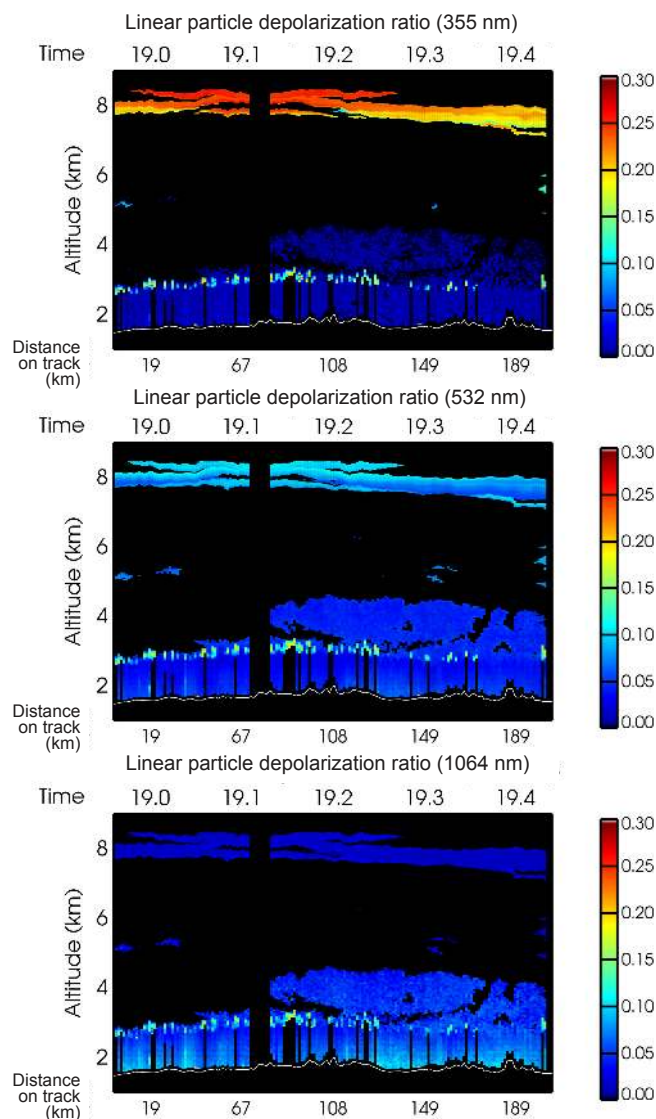 Linear particle depolarization ratio (355 nm)
Time 19.0 19.1 19.2 19.3 19.4
0.30
0.25
0.20
0.15
0.10
0.05
0.00
Altitude (km)
8
6
4
2
Distance on track (km)
19 67 108 149 189
Linear particle depolarization ratio (532 nm)
Time 19.0 19.1 19.2 19.3 19.4
0.30
0.25
0.20
0.15
0.10
0.05
0.00
Altitude (km)
8
6
4
2
Distance
on track
(km)
19 67 108 149 189
Linear particle depolarization ratio (1064 nm)
Time 19.0 19.1 19.2 19.3 19.4
0.30
0.25
0.20
0.15
0.10
0.05
0.00
Altitude (km)
8
6
4
2
Distance
on track
(km)
19 67 108 149 189